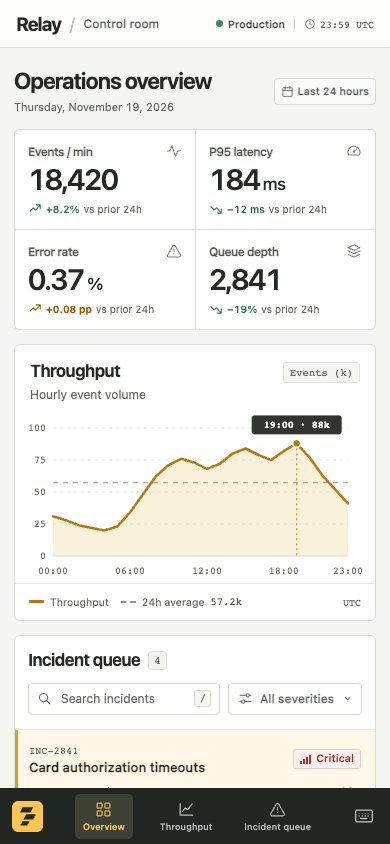 Relay / Control room
Production
23:59 UTC
Operations overview
Thursday, November 19, 2026
Last 24 hours
Events / min
18,420
+8.2% vs prior 24h
P95 latency
184 ms
−12 ms vs prior 24h
Error rate
0.37 %
+0.08 pp vs prior 24h
Queue depth
2,841
−19% vs prior 24h
Throughput
Hourly event volume
Events (k)
19:00 · 88k
100
75
50
25
0
00:00 06:00 12:00 18:00 23:00
Throughput 24h average 57.2k UTC
Incident queue 4
Search incidents /
All severities
INC-2841
Card authorization timeouts
Critical
Overview
Throughput
Incident queue